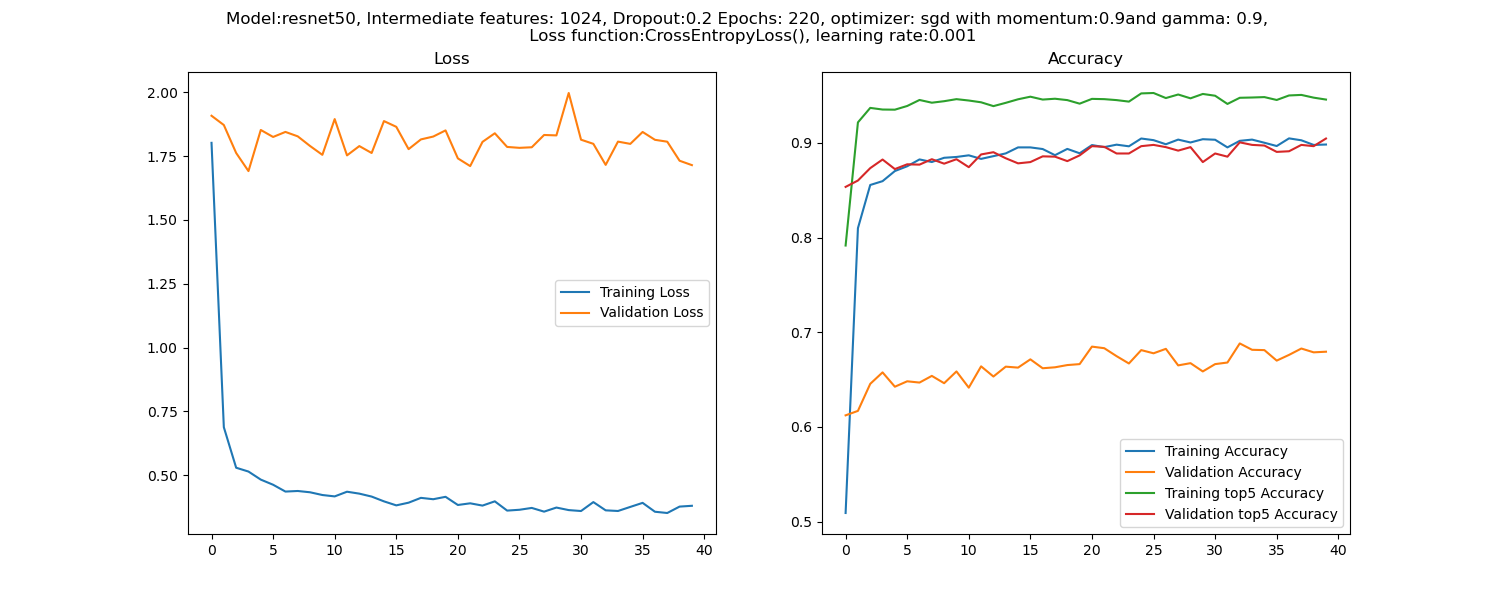 Model:resnet50, Intermediate features: 1024, Dropout:0.2 Epochs: 220, optimizer: sgd with momentum:0.9and gamma: 0.9,
Loss function:CrossEntropyLoss(), learning rate:0.001
Loss
2.00
1.75
1.50
1.25
1.00
0.75
0.50
0 5 10 15 20 25 30 35 40
Training Loss
Validation Loss
Accuracy
0.9
0.8
0.7
0.6
0.5
0 5 10 15 20 25 30 35 40
Training Accuracy
Validation Accuracy
Training top5 Accuracy
Validation top5 Accuracy